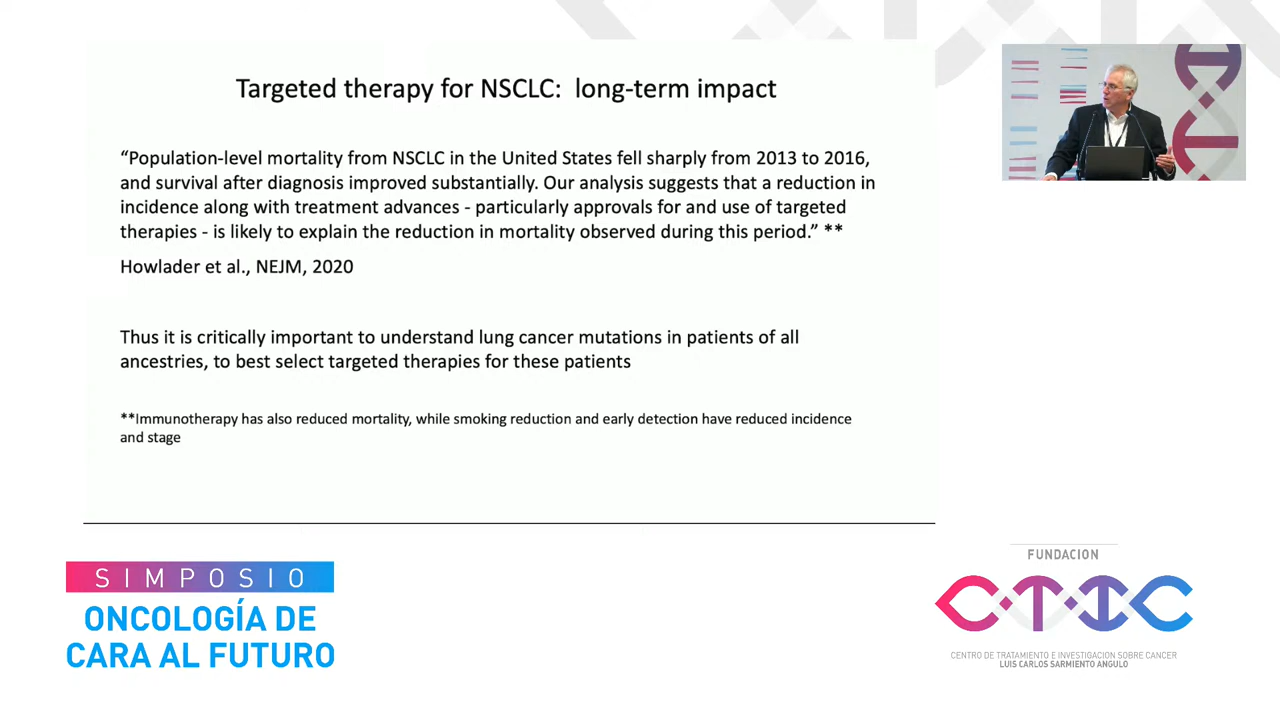 Targeted therapy for NSCLC:  long-term impact
“Population-level mortality from NSCLC in the United States fell sharply from 2013 to 2016,
and survival after diagnosis improved substantially. Our analysis suggests that a reduction in
incidence along with treatment advances - particularly approvals for and use of targeted
therapies - is likely to explain the reduction in mortality observed during this period.” **
Howlader et al., NEJM, 2020
Thus it is critically important to understand lung cancer mutations in patients of all
ancestries, to best select targeted therapies for these patients
**Immunotherapy has also reduced mortality, while smoking reduction and early detection have reduced incidence
and stage
SIMPOSIO
ONCOLOGÍA DE
CARA AL FUTURO
FUNDACION
CTIC
CENTRO DE TRATAMIENTO E INVESTIGACION SOBRE CANCER
LUIS CARLOS SARMIENTO ANGULO